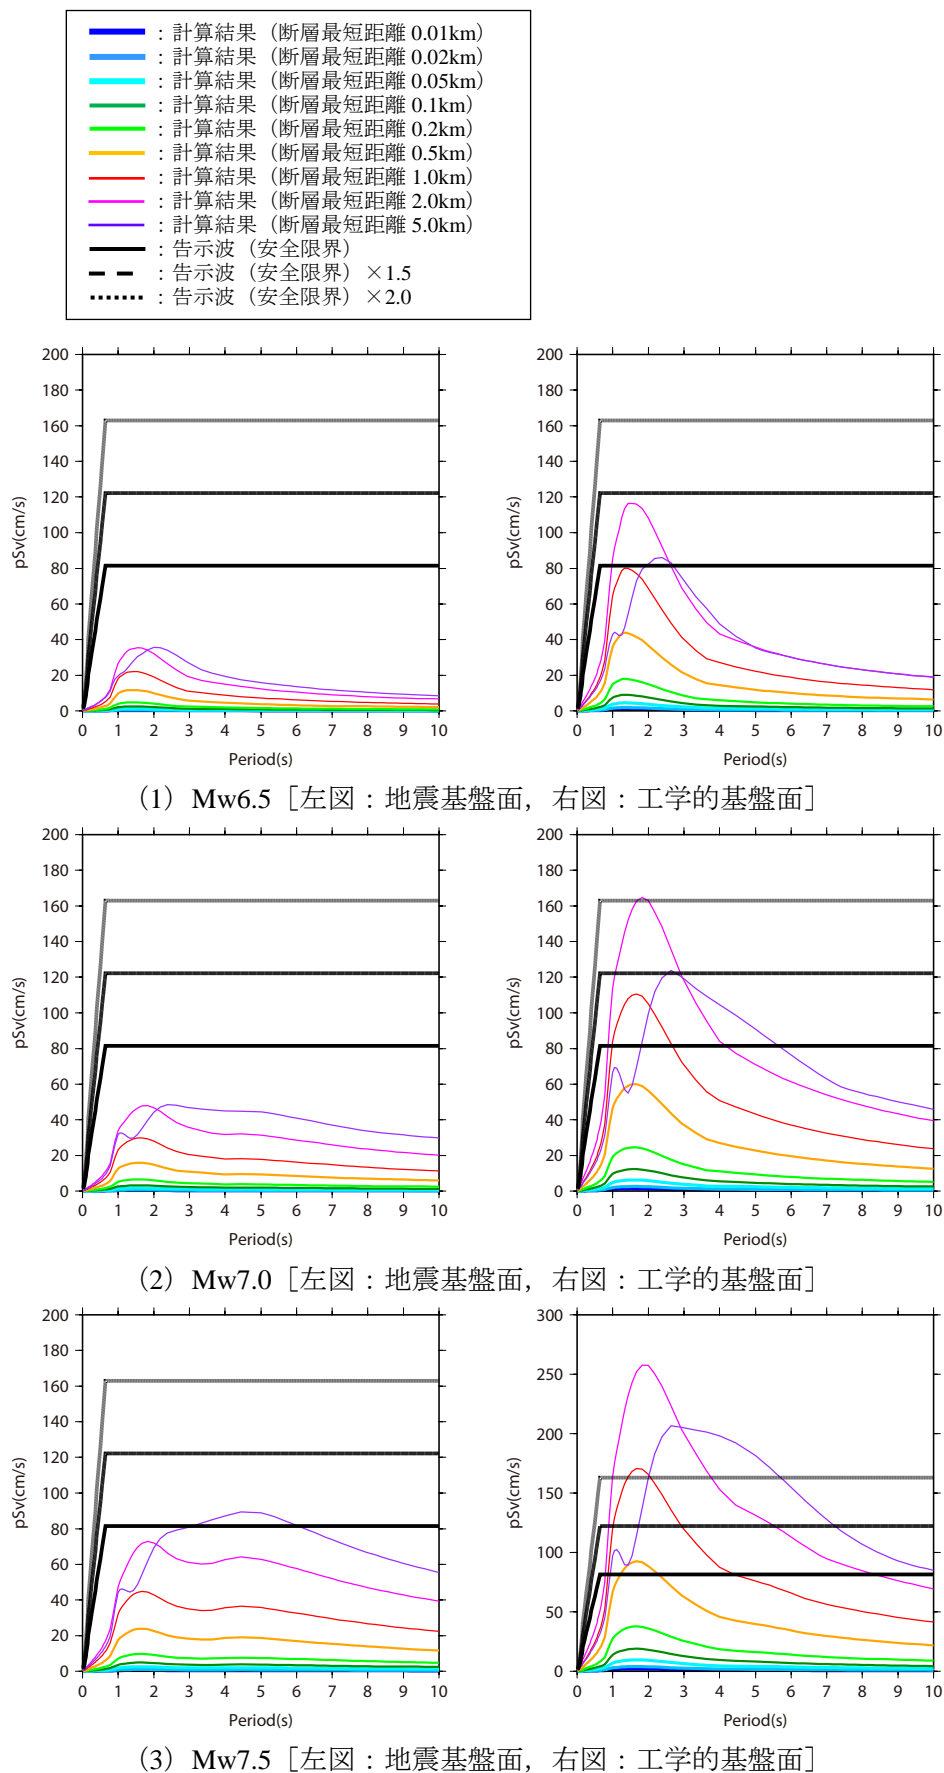 ：計算結果（断層最短距離 0.01km）
：計算結果（断層最短距離 0.02km）
：計算結果（断層最短距離 0.05km）
：計算結果（断層最短距離 0.1km）
：計算結果（断層最短距離 0.2km）
：計算結果（断層最短距離 0.5km）
：計算結果（断層最短距離 1.0km）
：計算結果（断層最短距離 2.0km）
：計算結果（断層最短距離 5.0km）
：告示波（安全限界）
：告示波（安全限界）×1.5
：告示波（安全限界）×2.0
200 200
180 180
160 160
140 140
120 120
100 100
80 80
60 60
40 40
20 20
0 0
pSv(cm/s) pSv(cm/s)
0 1 2 3 4 5 6 7 8 9 10 0 1 2 3 4 5 6 7 8 9 10
Period(s) Period(s)
（1）Mw6.5［左図：地震基盤面，右図：工学的基盤面］
200 200
180 180
160 160
140 140
120 120
100 100
80 80
60 60
40 40
20 20
0 0
pSv(cm/s) pSv(cm/s)
0 1 2 3 4 5 6 7 8 9 10 0 1 2 3 4 5 6 7 8 9 10
Period(s) Period(s)
（2）Mw7.0［左図：地震基盤面，右図：工学的基盤面］
200 300
180
160 250
140
120 200
100 150
80
60 100
40 50
20
0 0
pSv(cm/s) pSv(cm/s)
0 1 2 3 4 5 6 7 8 9 10 0 1 2 3 4 5 6 7 8 9 10
Period(s) Period(s)
（3）Mw7.5［左図：地震基盤面，右図：工学的基盤面］